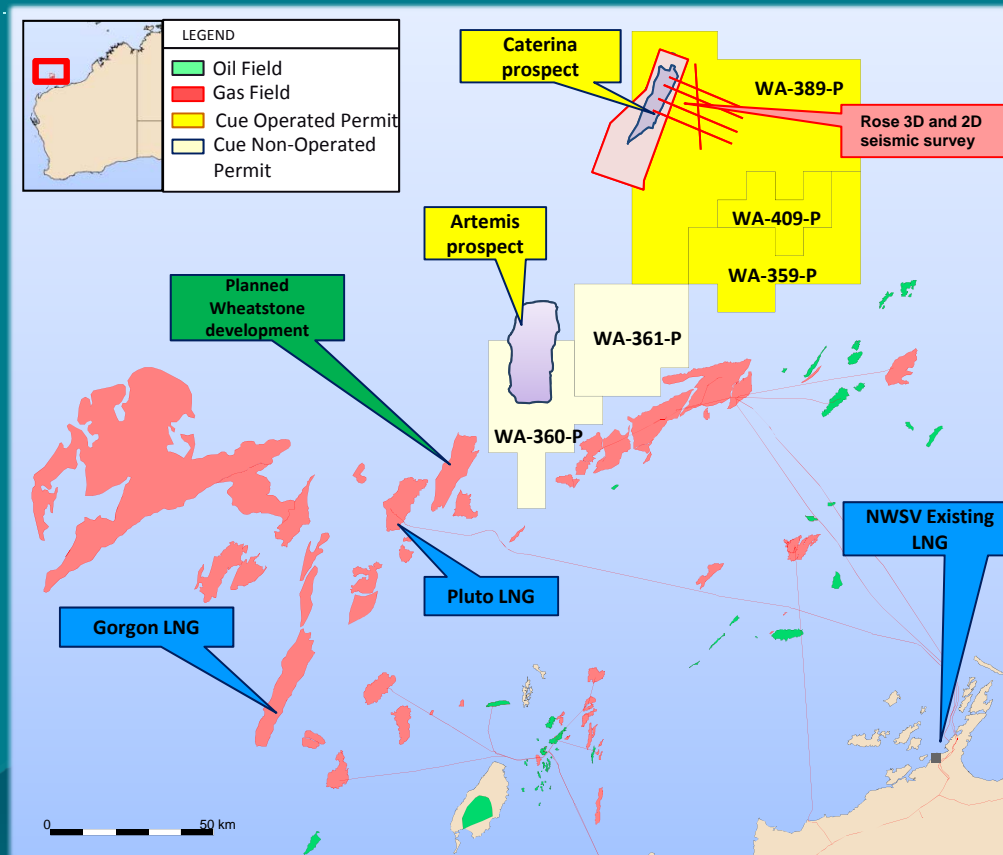 LEGEND
Oil Field
Gas Field
Cue Operated Permit
Cue Non-Operated
Permit
Caterina
prospect
WA-389-P
Rose 3D and 2D
seismic survey
WA-409-P
Artemis
prospect
WA-359-P
Planned
Wheatstone
development
WA-361-P
WA-360-P
NWSV Existing
LNG
Pluto LNG
Gorgon LNG
0
50 km